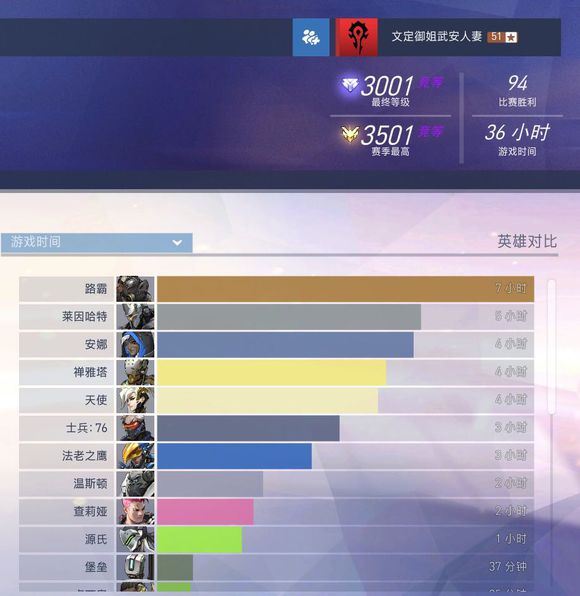 文定御姐武安人妻 51
3001 竞等
最终等级
94
比赛胜利
3501 竞等
赛季最高
36 小时
游戏时间
游戏时间
英雄对比
路霸 7 小时
莱因哈特 5 小时
安娜 4 小时
禅雅塔 4 小时
天使 4 小时
士兵: 76 3 小时
法老之鹰 3 小时
温斯顿 2 小时
查莉娅 2 小时
源氏 1 小时
堡垒 37 分钟